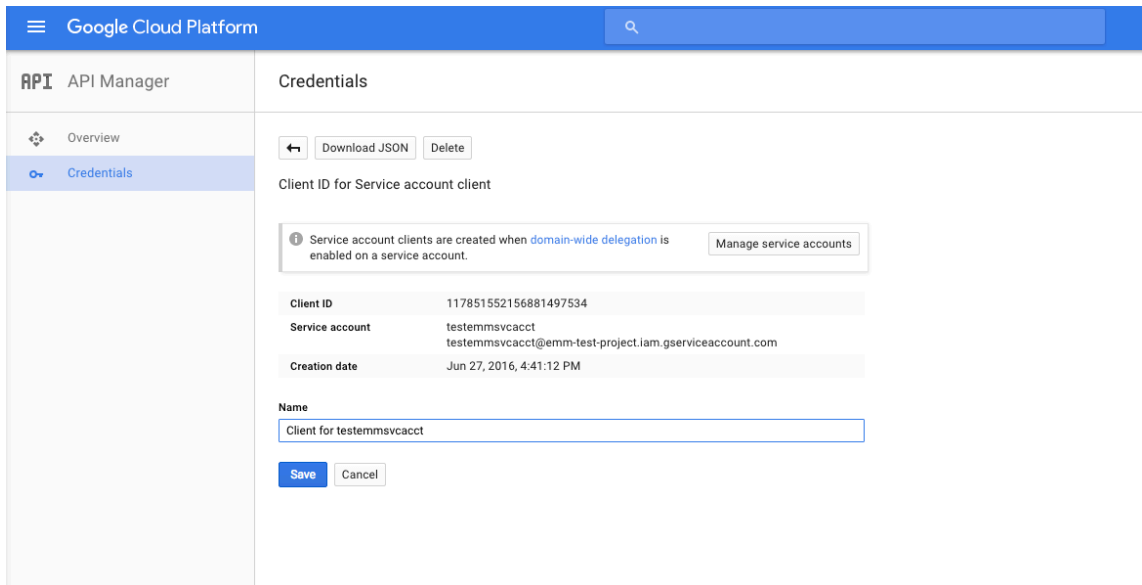 Google Cloud Platform
API API Manager
Credentials
Overview
Credentials
Download JSON Delete
Client ID for Service account client
Service account clients are created when domain-wide delegation is
enabled on a service account.
Manage service accounts
Client ID 117851552156881497534
Service account testemmsvcacct
testemmsvcacct@emm-test-project.iam.gserviceaccount.com
Creation date Jun 27, 2016, 4:41:12 PM
Name
Client for testemmsvcacct
Save Cancel